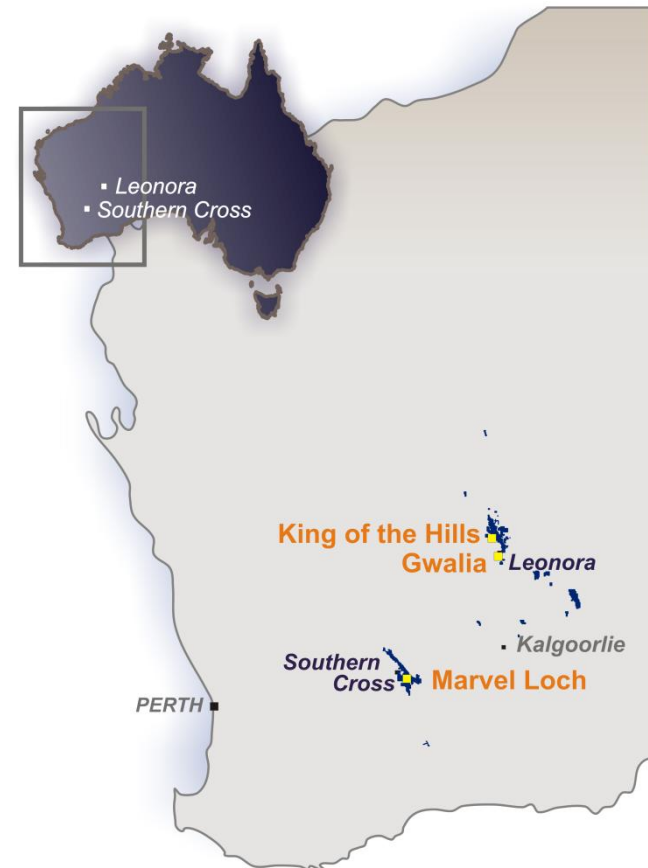 Leonora
Southern Cross
King of the Hills
Gwalia
Leonora
Kalgoorlie
Southern
Cross
Marvel Loch
PERTH